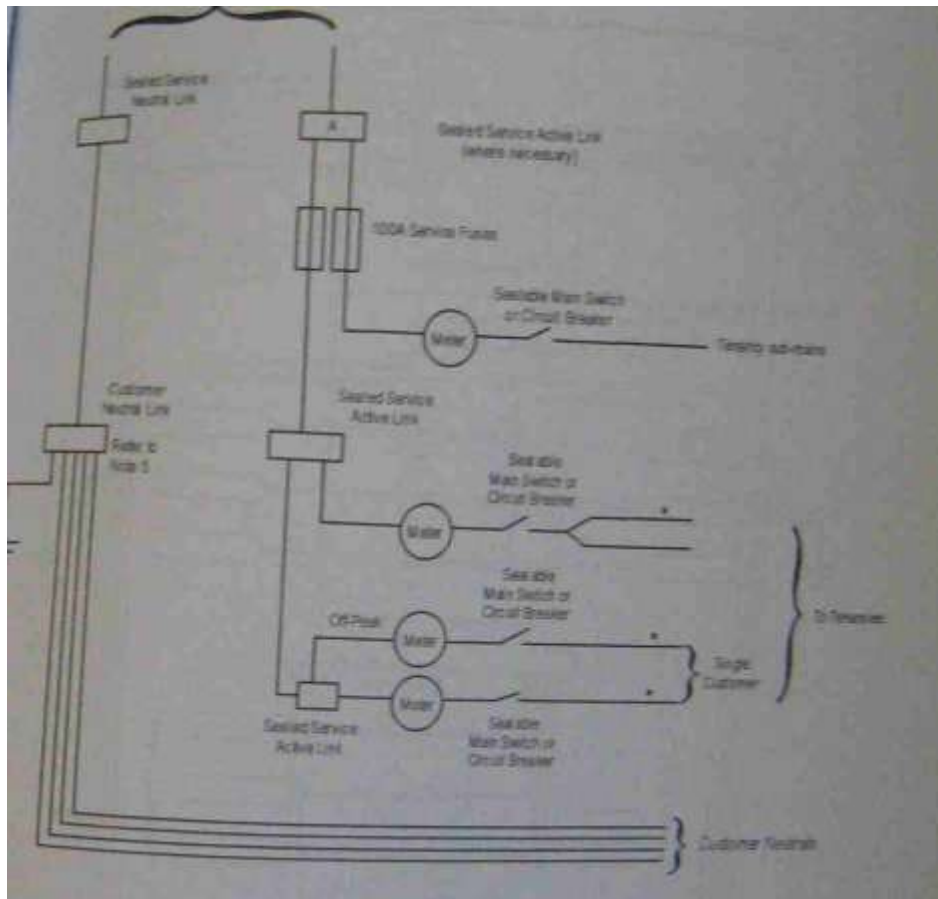 Sealed Service
Neutral Link
A
Sealed Service Active Link
(where necessary)
100A Service Fuses
Sealable Main Switch
or Circuit Breaker
Meter
Tenancy sub-mains
Customer
Neutral Link
Refer to
Note 5
Sealed Service
Active Link
Sealable
Main Switch or
Circuit Breaker
Meter
To Tenancies
Sealable
Main Switch or
Circuit Breaker
Off-Peak
Meter
Single
Customer
Meter
Sealed Service
Active Link
Sealable
Main Switch or
Circuit Breaker
Customer Neutrals